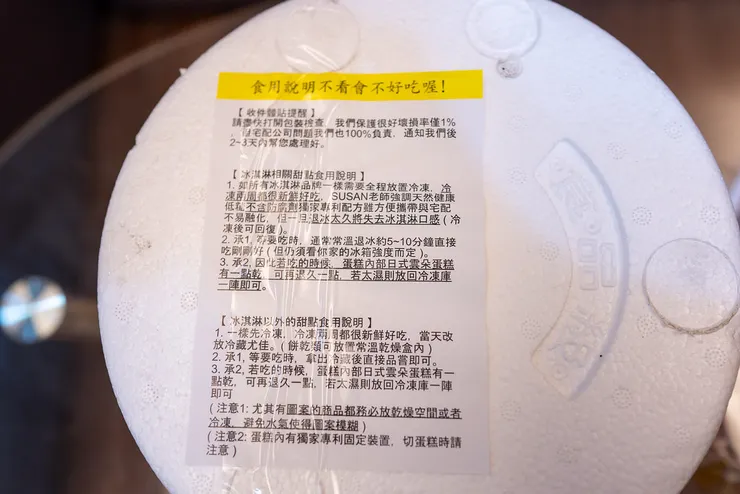 食用說明不看會不好吃喔!
【 收件體貼提醒 】
請盡快打開包裝檢查，我們保護很好壞損率僅1%
，但宅配公司問題我們也100%負責，通知我們後
2~3天內幫您處理好。
【 冰淇淋相關甜點食用說明 】
1. 如所有冰淇淋品牌一樣需要全程放置冷凍，冷
凍兩周都很新鮮好吃，SUSAN老師強調天然健康
低糖不含防腐劑獨家專利配方雖方便攜帶與宅配
不易融化，但一旦退冰太久將失去冰淇淋口感 ( 冷
凍後可回復 )。
2. 承1, 等要吃時，通常常溫退冰約5~10分鐘直接
吃剛剛好 ( 但仍須看你家的冰箱強度而定 )。
3. 承2, 因此若吃的時候，蛋糕內部日式雲朵蛋糕
有一點乾，可再退久一點，若太濕則放回冷凍庫
一陣即可。
【 冰淇淋以外的甜點食用說明 】
1. 一樣先冷凍，冷凍兩周都很新鮮好吃，當天改
放冷藏尤佳。( 餅乾類可放置常溫乾燥盒內 )
2. 承1, 等要吃時，拿出冷藏後直接品嘗即可。
3. 承2, 若吃的時候，蛋糕內部日式雲朵蛋糕有一
點乾，可再退久一點，若太濕則放回冷凍庫一陣
即可
( 注意1: 尤其有圖案的商品都務必放乾燥空間或者
冷凍，避免水氣使得圖案模糊 )
( 注意2: 蛋糕內有獨家專利固定裝置，切蛋糕時請
注意 )